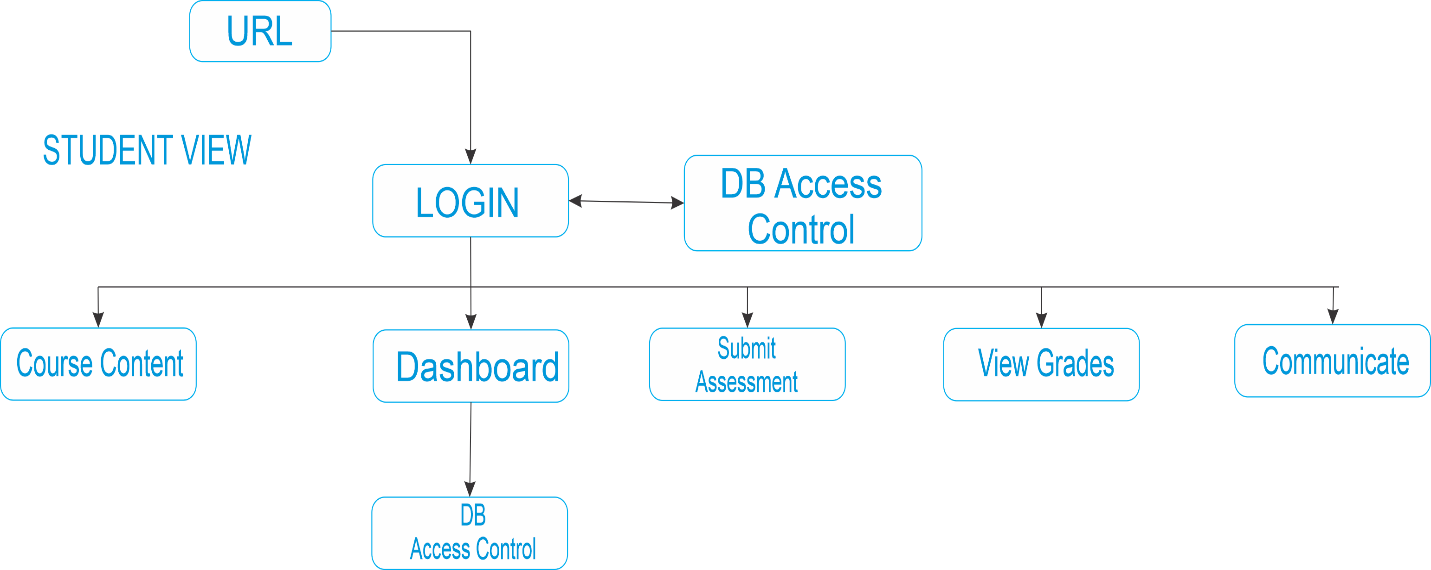 URL
STUDENT VIEW
LOGIN
DB Access
Control
Course Content
Dashboard
Submit
Assessment
View Grades
Communicate
DB
Access Control